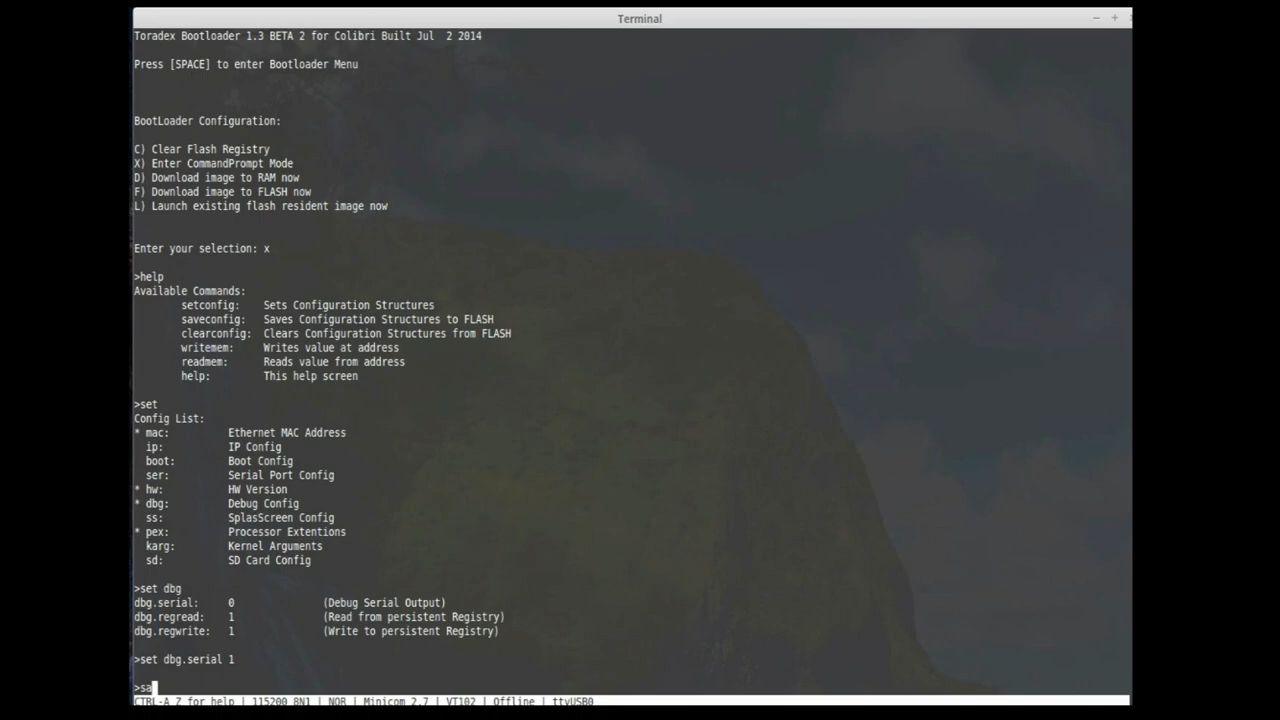 Terminal
Toradex Bootloader 1.3 BETA 2 for Colibri Built Jul  2 2014
Press [SPACE] to enter Bootloader Menu
BootLoader Configuration:
C) Clear Flash Registry
X) Enter CommandPrompt Mode
D) Download image to RAM now
F) Download image to FLASH now
L) Launch existing flash resident image now
Enter your selection: x
>help
Available Commands:
setconfig:    Sets Configuration Structures
saveconfig:   Saves Configuration Structures to FLASH
clearconfig:  Clears Configuration Structures from FLASH
writemem:     Writes value at address
readmem:      Reads value from address
help:         This help screen
>set
Config List:
* mac:          Ethernet MAC Address
ip:           IP Config
boot:         Boot Config
ser:          Serial Port Config
* hw:           HW Version
* dbg:          Debug Config
ss:           SplasScreen Config
* pex:          Processor Extentions
karg:         Kernel Arguments
sd:           SD Card Config
>set dbg
dbg.serial:     0               (Debug Serial Output)
dbg.regread:    1               (Read from persistent Registry)
dbg.regwrite:   1               (Write to persistent Registry)
>set dbg.serial 1
>sa
CTRL-A Z for help | 115200 8N1 | NOR | Minicom 2.7 | VT102 | Offline | ttyUSB0